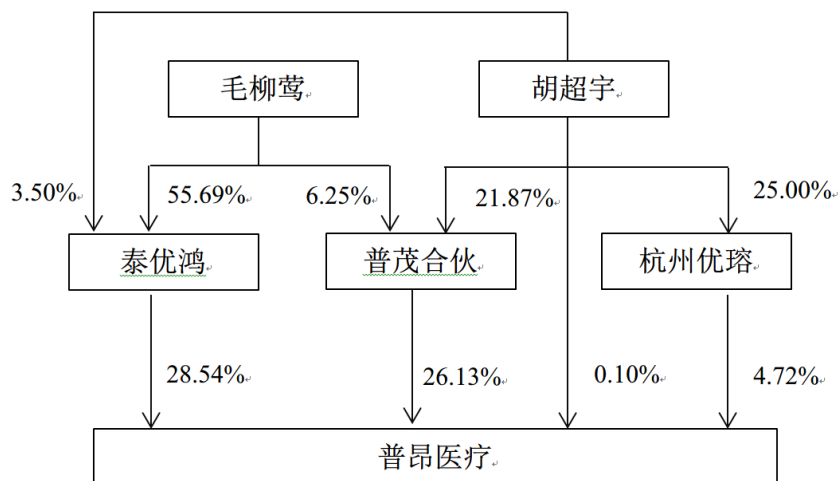 毛柳莺
胡超宇
3.50%
55.69%
6.25%
21.87%
25.00%
泰优鸿
普茂合伙
杭州优瑢
28.54%
26.13%
0.10%
4.72%
普昂医疗